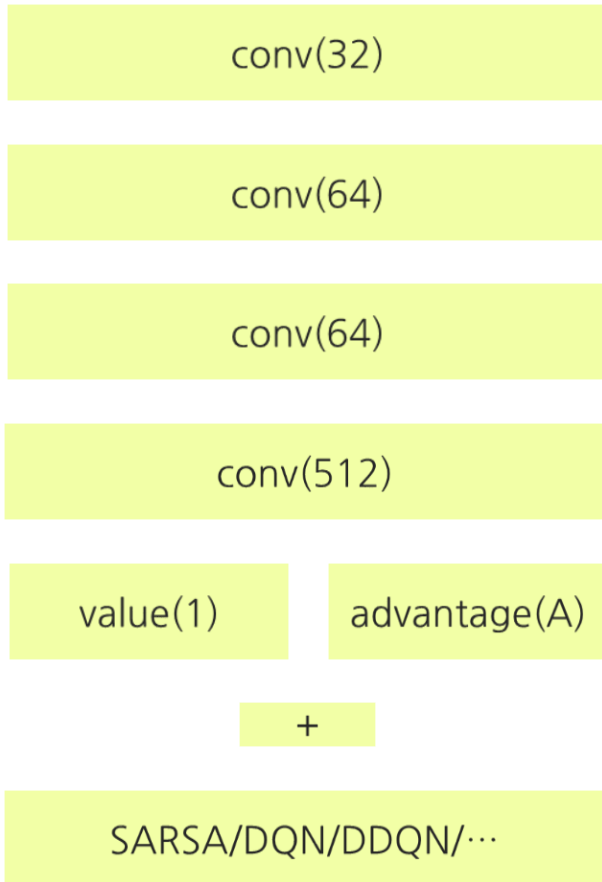 conv(32)
conv(64)
conv(64)
conv(512)
value(1) advantage(A)
+
SARSA/DQN/DDQN/⋯